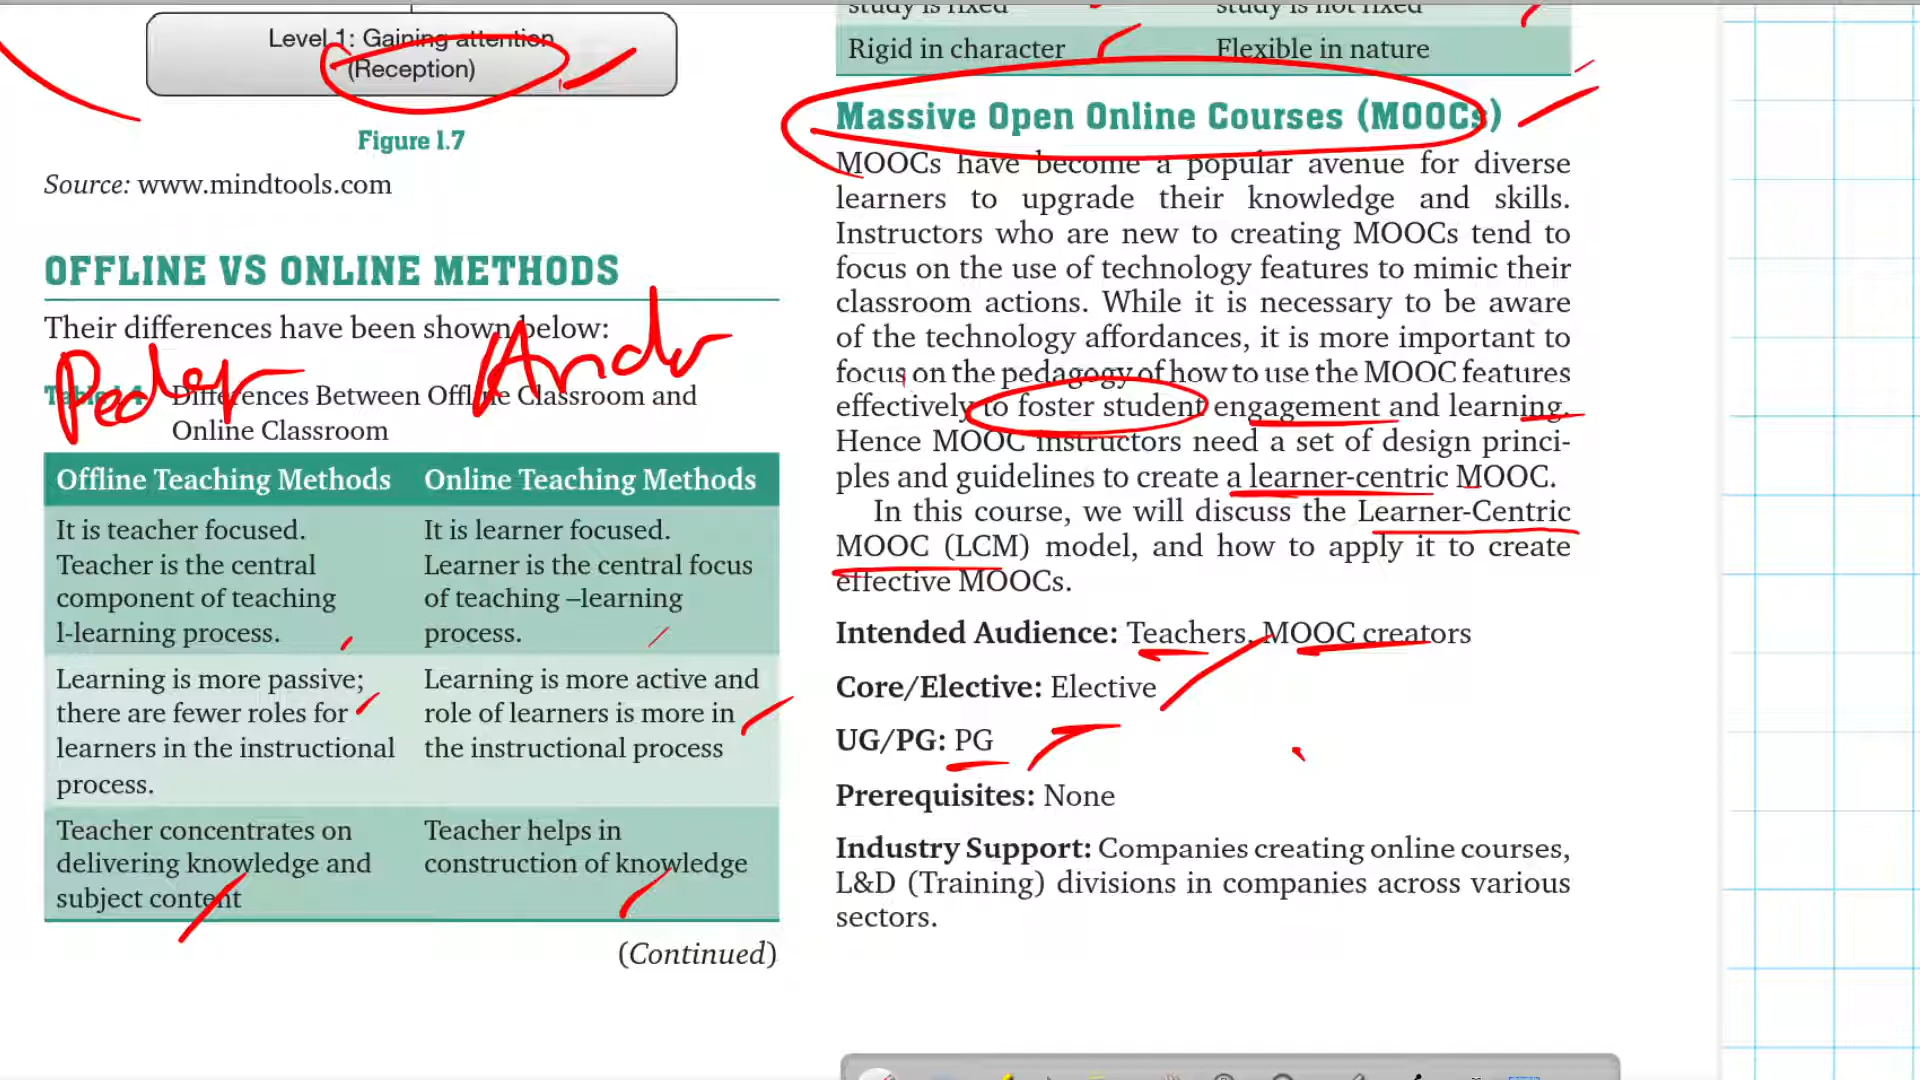 Level 1: Gaining attention
(Reception)
Figure 1.7
Source: www.mindtools.com
OFFLINE VS ONLINE METHODS
Their differences have been shown below:
Differences Between Offline Classroom and
Online Classroom
Offline Teaching Methods Online Teaching Methods
It is teacher focused. It is learner focused.
Teacher is the central Learner is the central focus
component of teaching of teaching –learning
l-learning process. process.
Learning is more passive; Learning is more active and
there are fewer roles for role of learners is more in
learners in the instructional the instructional process
process.
Teacher concentrates on Teacher helps in
delivering knowledge and construction of knowledge
subject content
(Continued)
study is fixed study is not fixed
Rigid in character Flexible in nature
Massive Open Online Courses (MOOCs)
MOOCs have become a popular avenue for diverse
learners to upgrade their knowledge and skills.
Instructors who are new to creating MOOCs tend to
focus on the use of technology features to mimic their
classroom actions. While it is necessary to be aware
of the technology affordances, it is more important to
focus on the pedagogy of how to use the MOOC features
effectively to foster student engagement and learning.
Hence MOOC instructors need a set of design princi-
ples and guidelines to create a learner-centric MOOC.
In this course, we will discuss the Learner-Centric
MOOC (LCM) model, and how to apply it to create
effective MOOCs.
Intended Audience: Teachers, MOOC creators
Core/Elective: Elective
UG/PG: PG
Prerequisites: None
Industry Support: Companies creating online courses,
L&D (Training) divisions in companies across various
sectors.